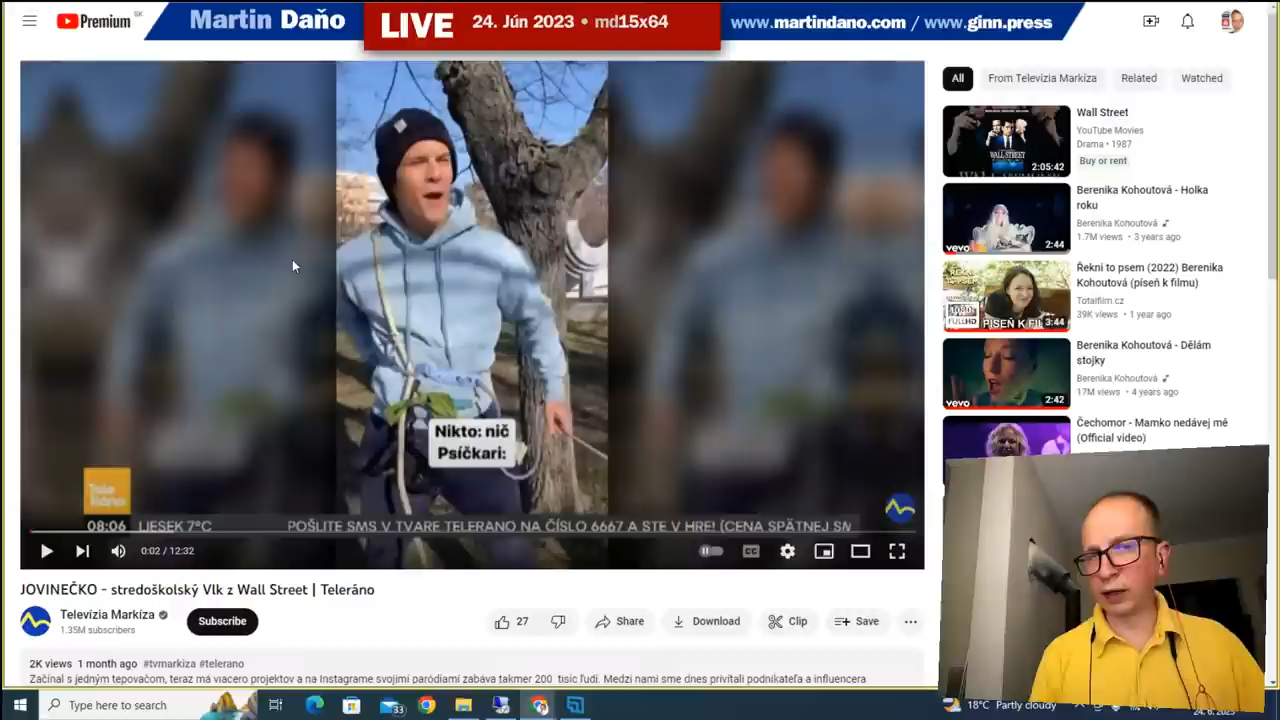 Premium SK
Martin Daňo
LIVE 24. Jún 2023 • md15x64
www.martindano.com / www.ginn.press
All
From Televízia Markíza
Related
Watched
WALL STREET
2:05:42
Wall Street
YouTube Movies
Drama • 1987
Buy or rent
vevo
2:44
Berenika Kohoutová - Holka
roku
Berenika Kohoutová
1.7M views • 3 years ago
FULLHD
3:44
Řekni to psem (2022) Berenika
Kohoutová (píseň k filmu)
Totalfilm.cz
39K views • 1 year ago
vevo
2:42
Berenika Kohoutová - Dělám
stojky
Berenika Kohoutová
17M views • 4 years ago
Čechomor - Mamko nedávej mě
(Official video)
Nikto: nič
Psíčkari:
Tele
ráno
08:06 LIESEK 7°C POŠLITE SMS V TVARE TELERANO NA ČÍSLO 6667 A STE V HRE! (CENA SPÄTNEJ SM
0:02 / 12:32
JOVINEČKO - stredoškolský Vlk z Wall Street | Teleráno
Televízia Markíza
1.35M subscribers
Subscribe
27
Share
Download
Clip
Save
2K views 1 month ago #tvmarkiza #telerano
Začínal s jedným tepovačom, teraz má viacero projektov a na Instagrame svojimi paródiami zabáva takmer 200 tisíc ľudí. Medzi nami sme dnes privítali podnikateľa a influencera
Type here to search
33
18°C Partly cloudy